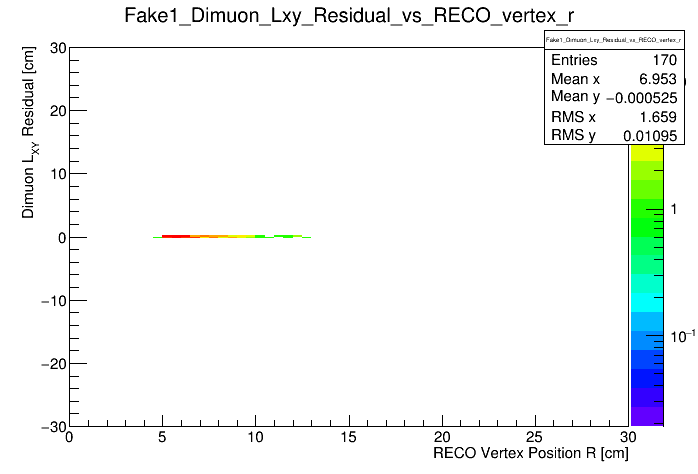 Fake1_Dimuon_Lxy_Residual_vs_RECO_vertex_r
Fake1_Dimuon_Lxy_Residual_vs_RECO_vertex_r
Entries 170
Mean x 6.953
Mean y −0.000525
RMS x 1.659
RMS y 0.01095
Dimuon L_XY Residual [cm]
30
20
10
0
−10
−20
−30
0 5 10 15 20 25 30
RECO Vertex Position R [cm]
1
10⁻¹